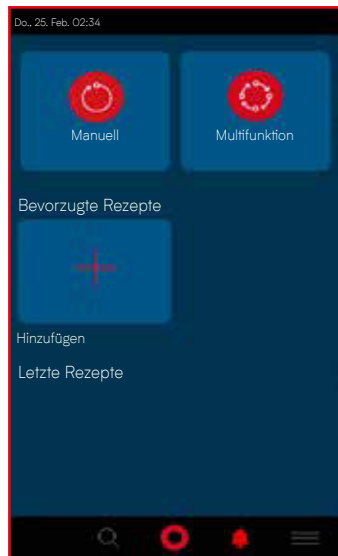 Do., 25. Feb. 02:34
Manuell
Multifunktion
Bevorzugte Rezepte
Hinzufügen
Letzte Rezepte